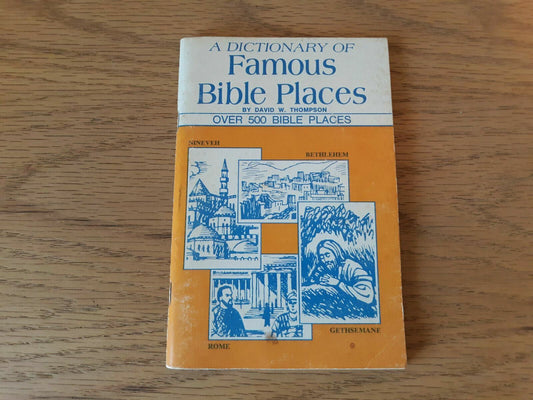 A DICTIONARY OF
Famous
Bible Places
BY DAVID W. THOMPSON
OVER 500 BIBLE PLACES
NINEVEH
BETHLEHEM
GETHSEMANE
ROME